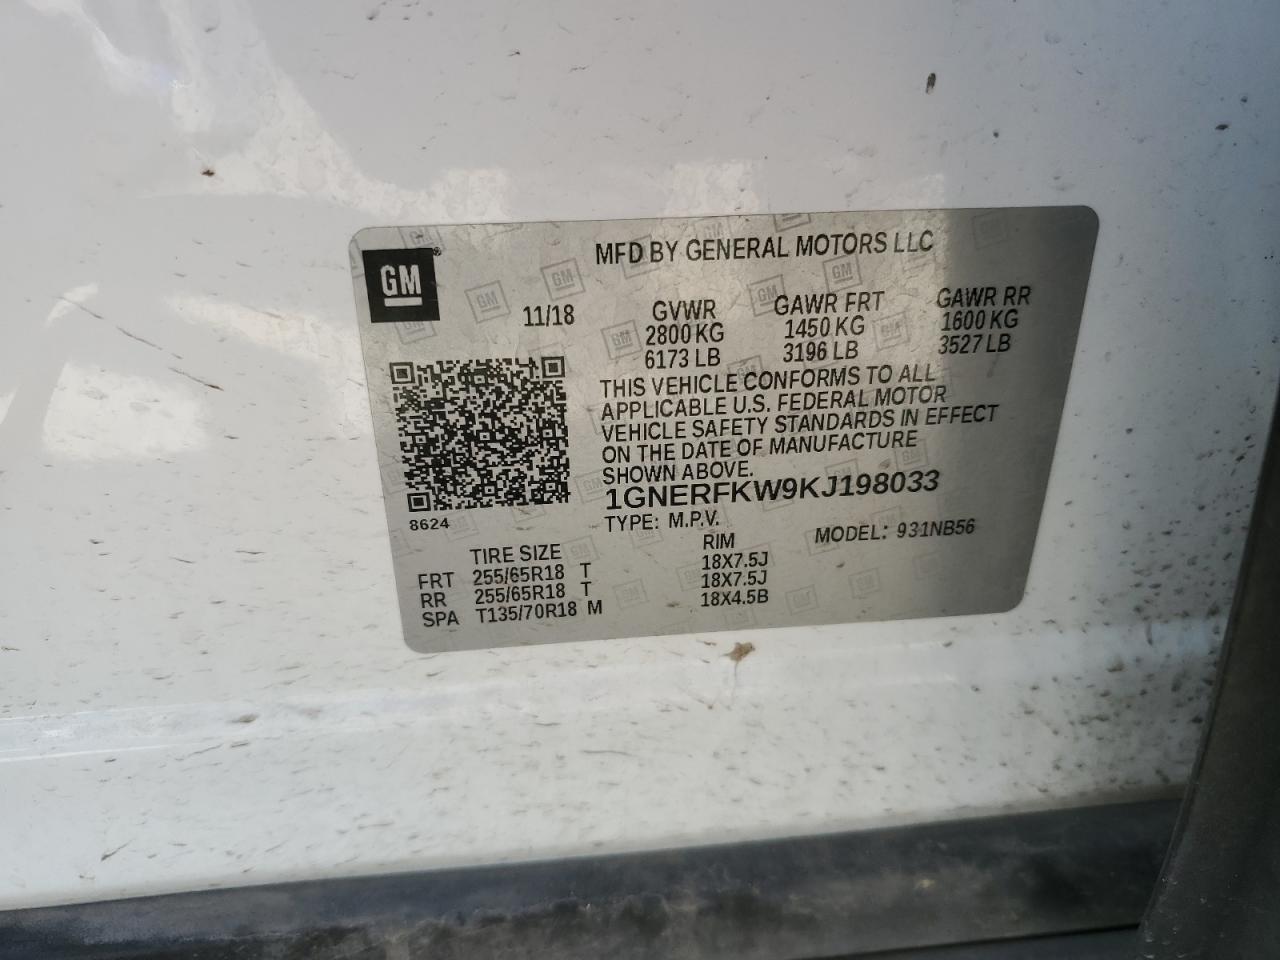 GM
MFD BY GENERAL MOTORS LLC
11/18 GVWR GAWR FRT GAWR RR
2800 KG 1450 KG 1600 KG
6173 LB 3196 LB 3527 LB
THIS VEHICLE CONFORMS TO ALL
APPLICABLE U.S. FEDERAL MOTOR
VEHICLE SAFETY STANDARDS IN EFFECT
ON THE DATE OF MANUFACTURE
SHOWN ABOVE.
1GNERFKW9KJ198033
8624
TYPE: M.P.V. MODEL: 931NB56
TIRE SIZE RIM
FRT 255/65R18 T 18X7.5J
RR 255/65R18 T 18X7.5J
SPA T135/70R18 M 18X4.5B